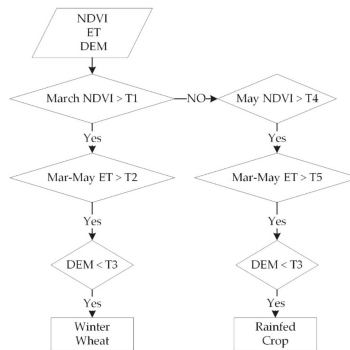 NDVI
ET
DEM
March NDVI > T1
NO
May NDVI > T4
Yes
Yes
Mar-May ET > T2
Mar-May ET > T5
Yes
Yes
DEM < T3
DEM < T3
Yes
Yes
Winter
Wheat
Rainfed
Crop